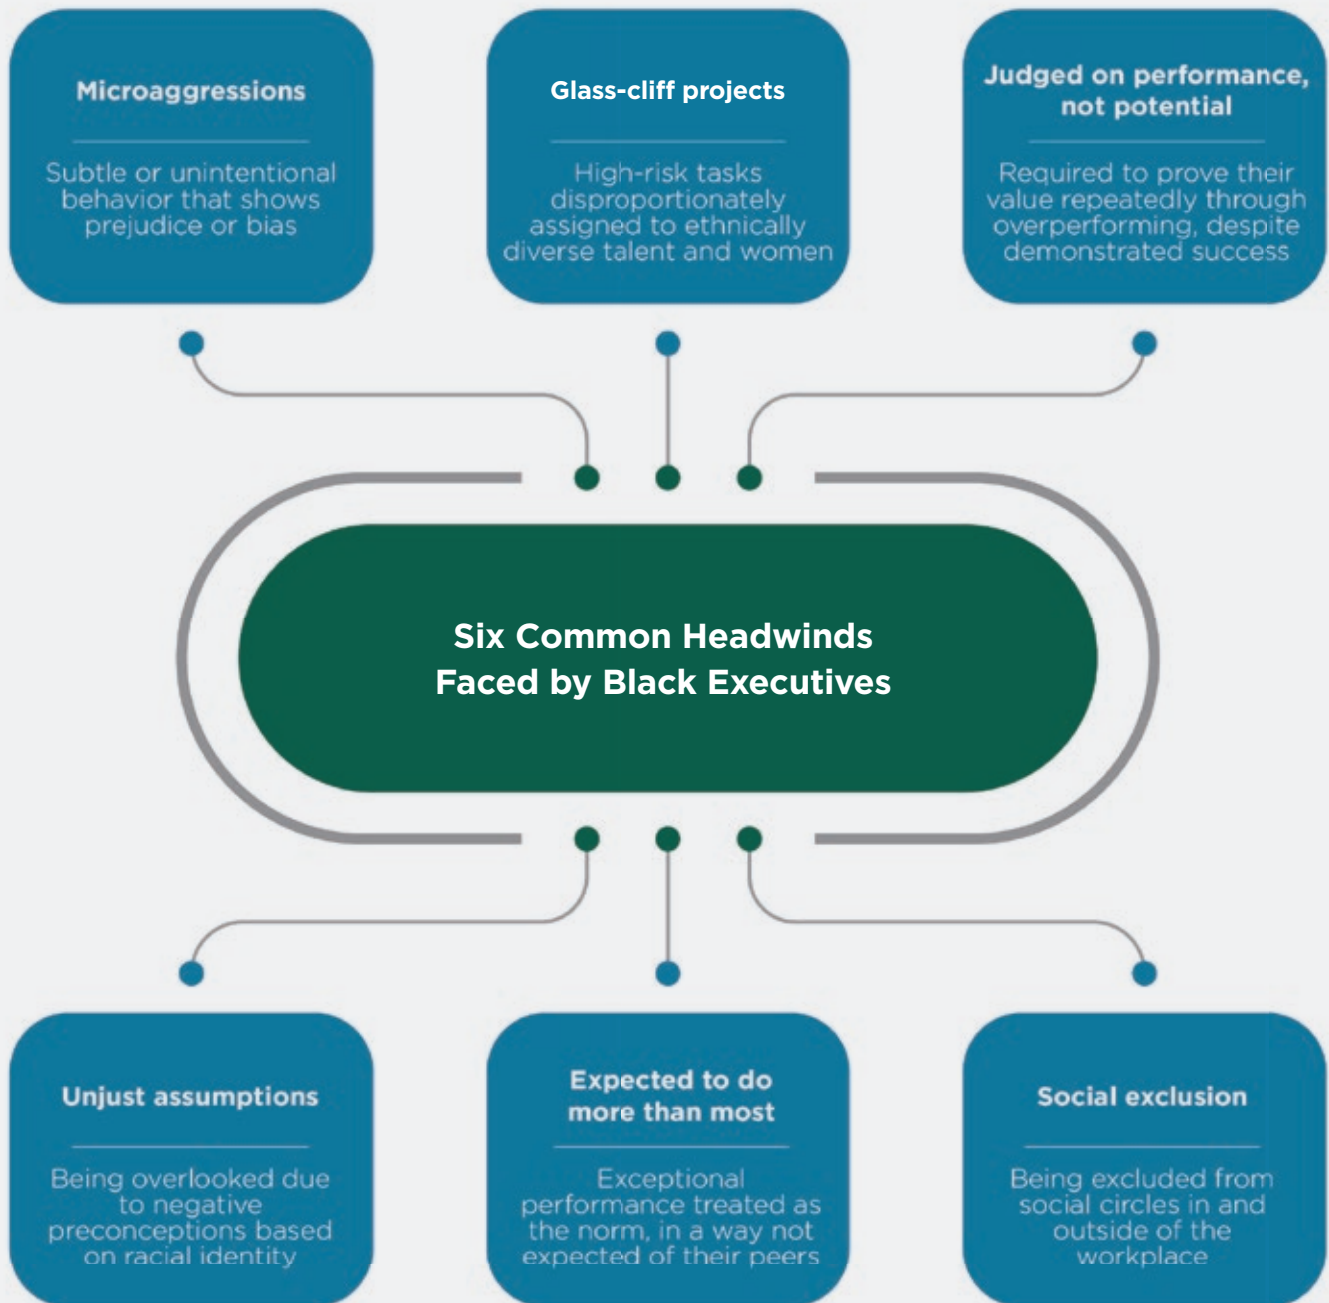 Microaggressions
Subtle or unintentional
behavior that shows
prejudice or bias
Glass-cliff projects
High-risk tasks
disproportionately
assigned to ethnically
diverse talent and women
Judged on performance,
not potential
Required to prove their
value repeatedly through
overperforming, despite
demonstrated success
Six Common Headwinds
Faced by Black Executives
Unjust assumptions
Being overlooked due
to negative
preconceptions based
on racial identity
Expected to do
more than most
Exceptional
performance treated as
the norm, in a way not
expected of their peers
Social exclusion
Being excluded from
social circles in and
outside of the
workplace